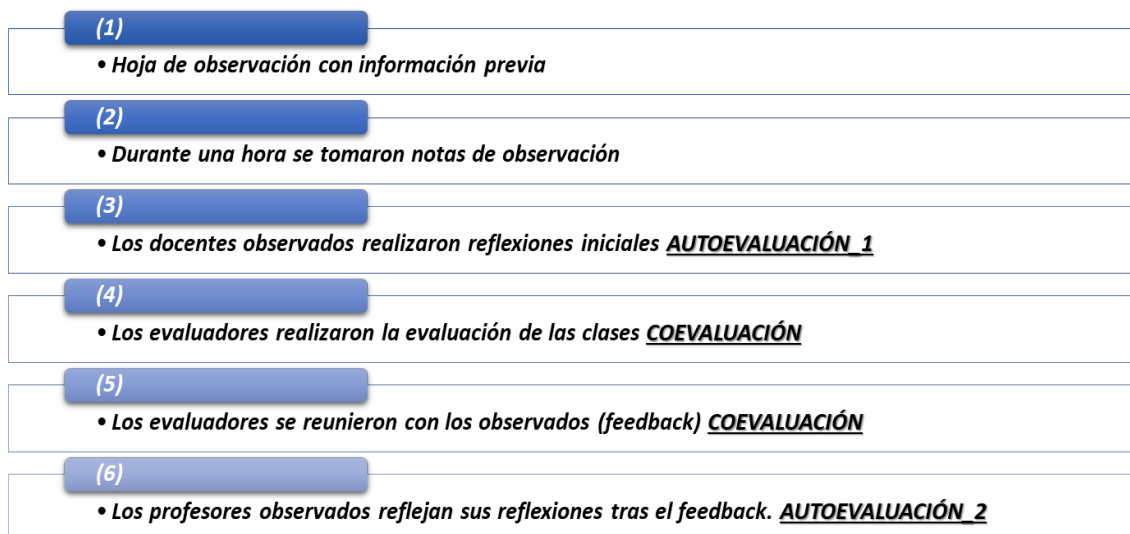 (1)
• Hoja de observación con información previa
(2)
• Durante una hora se tomaron notas de observación
(3)
• Los docentes observados realizaron reflexiones iniciales AUTOEVALUACIÓN_1
(4)
• Los evaluadores realizaron la evaluación de las clases COEVALUACIÓN
(5)
• Los evaluadores se reunieron con los observados (feedback) COEVALUACIÓN
(6)
• Los profesores observados reflejan sus reflexiones tras el feedback. AUTOEVALUACIÓN_2